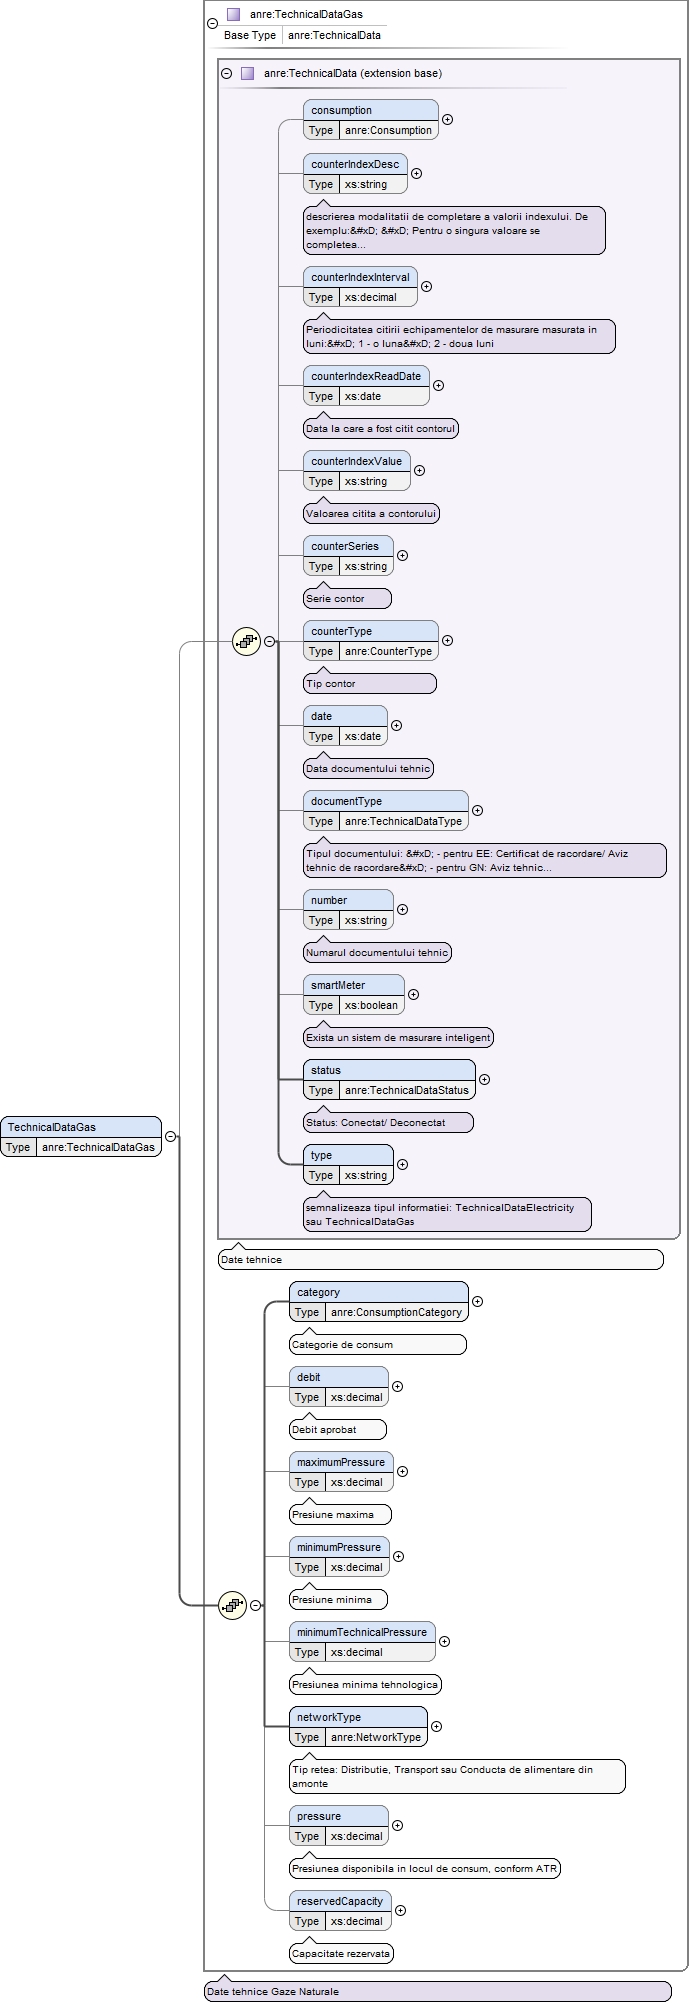 anre:TechnicalDataGas
Base Type anre:TechnicalData
anre:TechnicalData (extension base)
consumption
Type anre:Consumption
counterIndexDesc
Type xs:string
descrierea modalitatii de completare a valorii indexului. De
exemplu:&#xD; &#xD; Pentru o singura valoare se
completea...
counterIndexInterval
Type xs:decimal
Periodicitatea citirii echipamentelor de masurare masurata in
luni:&#xD; 1 - o luna&#xD; 2 - doua luni
counterIndexReadDate
Type xs:date
Data la care a fost citit contorul
counterIndexValue
Type xs:string
Valoarea citita a contorului
counterSeries
Type xs:string
Serie contor
counterType
Type anre:CounterType
Tip contor
date
Type xs:date
Data documentului tehnic
documentType
Type anre:TechnicalDataType
Tipul documentului: &#xD; - pentru EE: Certificat de racordare/ Aviz
tehnic de racordare&#xD; - pentru GN: Aviz tehnic...
number
Type xs:string
Numarul documentului tehnic
smartMeter
Type xs:boolean
Exista un sistem de masurare inteligent
status
Type anre:TechnicalDataStatus
Status: Conectat/ Deconectat
TechnicalDataGas
Type anre:TechnicalDataGas
type
Type xs:string
semnalizeaza tipul informatiei: TechnicalDataElectricity
sau TechnicalDataGas
Date tehnice
category
Type anre:ConsumptionCategory
Categorie de consum
debit
Type xs:decimal
Debit aprobat
maximumPressure
Type xs:decimal
Presiune maxima
minimumPressure
Type xs:decimal
Presiune minima
minimumTechnicalPressure
Type xs:decimal
Presiunea minima tehnologica
networkType
Type anre:NetworkType
Tip retea: Distributie, Transport sau Conducta de alimentare din
amonte
pressure
Type xs:decimal
Presiunea disponibila in locul de consum, conform ATR
reservedCapacity
Type xs:decimal
Capacitate rezervata
Date tehnice Gaze Naturale